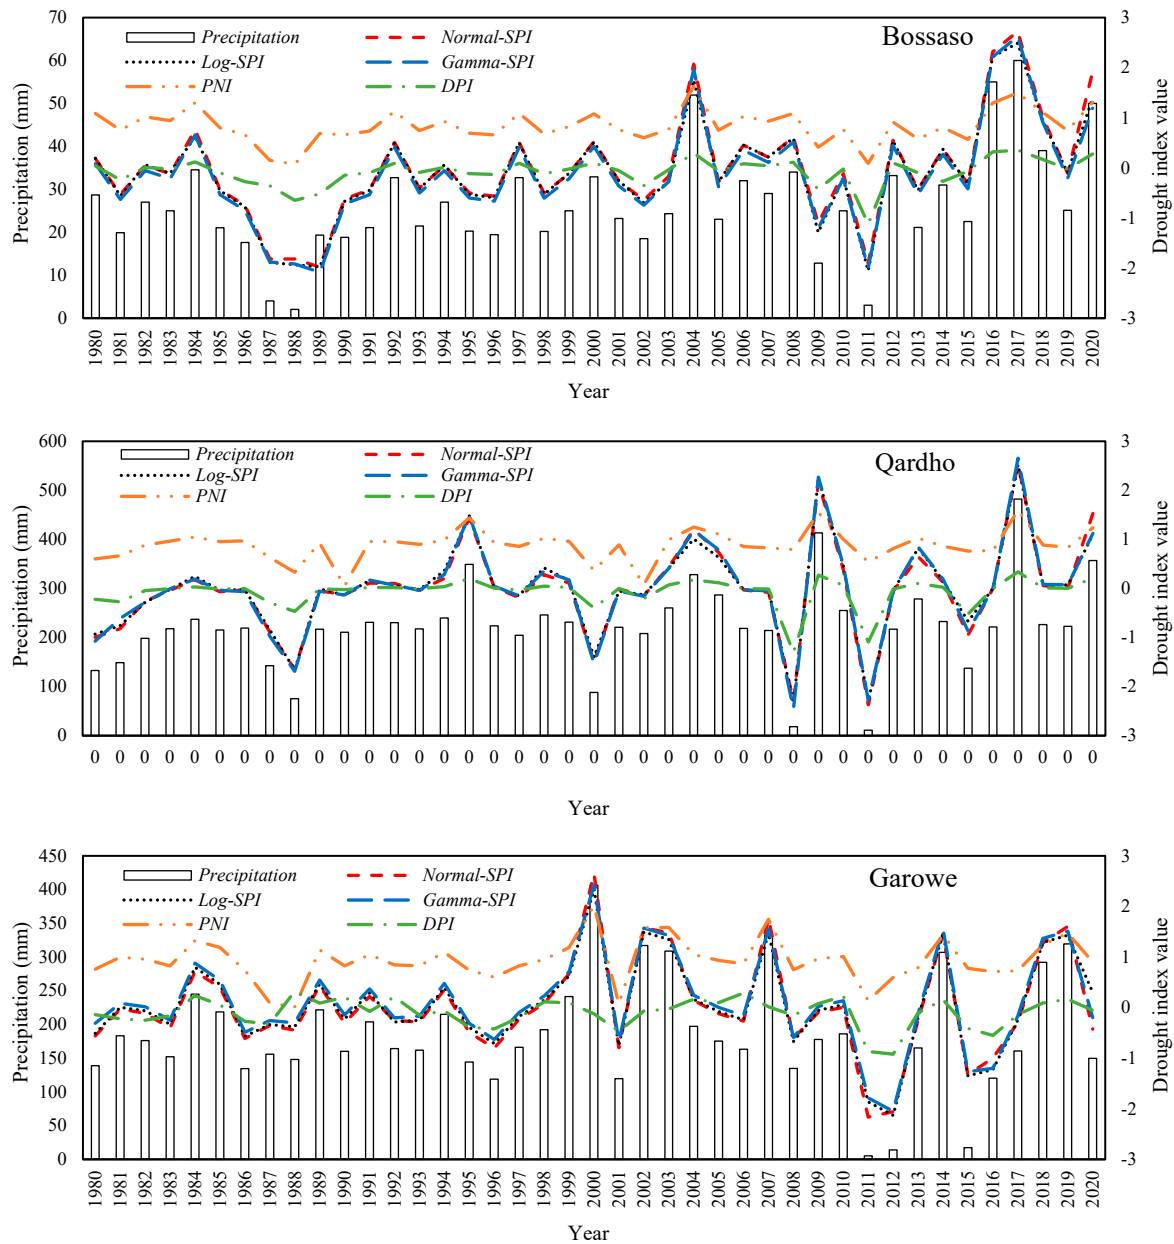 Bossaso
Precipitation Normal-SPI
Log-SPI Gamma-SPI
PNI DPI
Precipitation (mm)
70
60
50
40
30
20
10
0
Drought index value
3
2
1
0
-1
-2
-3
1980 1981 1982 1983 1984 1985 1986 1987 1988 1989 1990 1991 1992 1993 1994 1995 1996 1997 1998 1999 2000 2001 2002 2003 2004 2005 2006 2007 2008 2009 2010 2011 2012 2013 2014 2015 2016 2017 2018 2019 2020
Year
Qardho
Precipitation Normal-SPI
Log-SPI Gamma-SPI
PNI DPI
Precipitation (mm)
600
500
400
300
200
100
0
Drought index value
3
2
1
0
-1
-2
-3
0 0 0 0 0 0 0 0 0 0 0 0 0 0 0 0 0 0 0 0 0 0 0 0 0 0 0 0 0 0 0 0 0 0 0 0 0 0 0 0 0
Year
Garowe
Precipitation Normal-SPI
Log-SPI Gamma-SPI
PNI DPI
Precipitation (mm)
450
400
350
300
250
200
150
100
50
0
Drought index value
3
2
1
0
-1
-2
-3
1980 1981 1982 1983 1984 1985 1986 1987 1988 1989 1990 1991 1992 1993 1994 1995 1996 1997 1998 1999 2000 2001 2002 2003 2004 2005 2006 2007 2008 2009 2010 2011 2012 2013 2014 2015 2016 2017 2018 2019 2020
Year